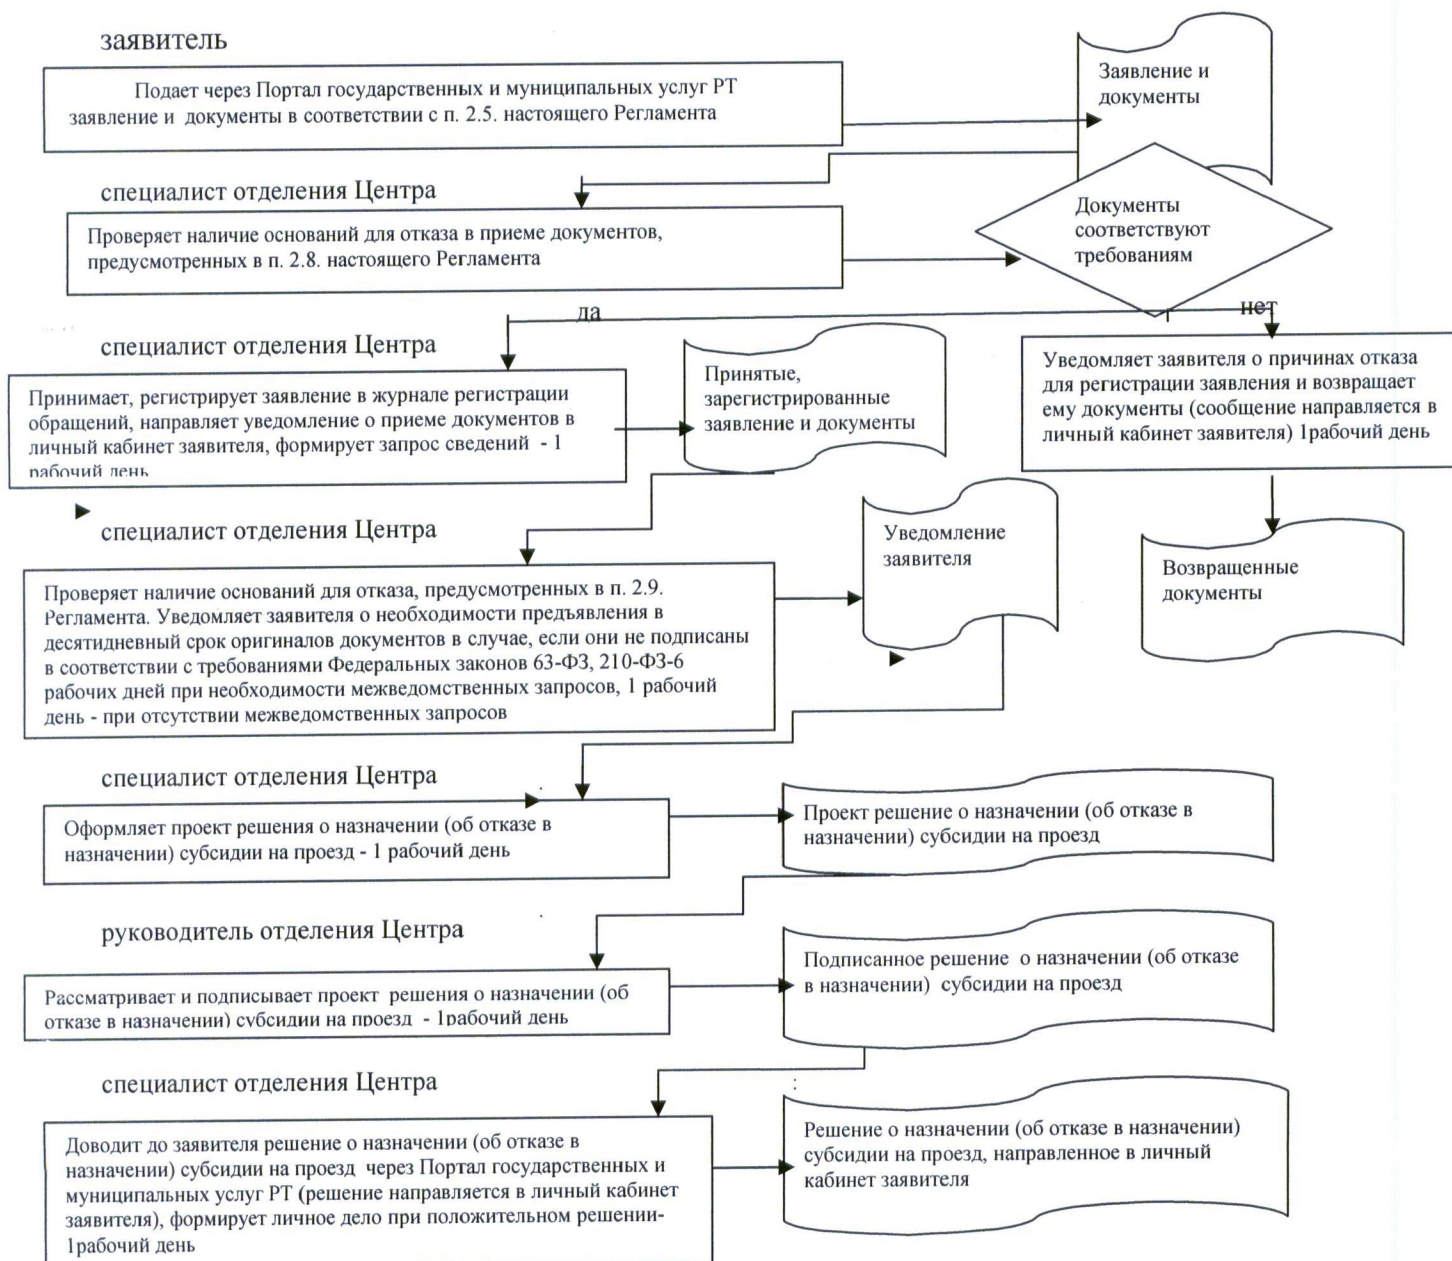 заявитель
Подает через Портал государственных и муниципальных услуг РТ
заявление и документы в соответствии с п. 2.5. настоящего Регламента
Заявление и
документы
специалист отделения Центра
Проверяет наличие оснований для отказа в приеме документов,
предусмотренных в п. 2.8. настоящего Регламента
Документы
соответствуют
требованиям
да
нет
специалист отделения Центра
Принимает, регистрирует заявление в журнале регистрации
обращений, направляет уведомление о приеме документов в
личный кабинет заявителя, формирует запрос сведений - 1
рабочий день
Принятые,
зарегистрированные
заявление и документы
Уведомляет заявителя о причинах отказа
для регистрации заявления и возвращает
ему документы (сообщение направляется в
личный кабинет заявителя) 1рабочий день
специалист отделения Центра
Проверяет наличие оснований для отказа, предусмотренных в п. 2.9.
Регламента. Уведомляет заявителя о необходимости предъявления в
десятидневный срок оригиналов документов в случае, если они не подписаны
в соответствии с требованиями Федеральных законов 63-ФЗ, 210-ФЗ-6
рабочих дней при необходимости межведомственных запросов, 1 рабочий
день - при отсутствии межведомственных запросов
Уведомление
заявителя
Возвращенные
документы
специалист отделения Центра
Оформляет проект решения о назначении (об отказе в
назначении) субсидии на проезд - 1 рабочий день
Проект решение о назначении (об отказе в
назначении) субсидии на проезд
руководитель отделения Центра
Рассматривает и подписывает проект решения о назначении (об
отказе в назначении) субсидии на проезд - 1рабочий день
Подписанное решение о назначении (об отказе
в назначении) субсидии на проезд
специалист отделения Центра
Доводит до заявителя решение о назначении (об отказе в
назначении) субсидии на проезд через Портал государственных и
муниципальных услуг РТ (решение направляется в личный кабинет
заявителя), формирует личное дело при положительном решении-
1рабочий день
Решение о назначении (об отказе в назначении)
субсидии на проезд, направленное в личный
кабинет заявителя